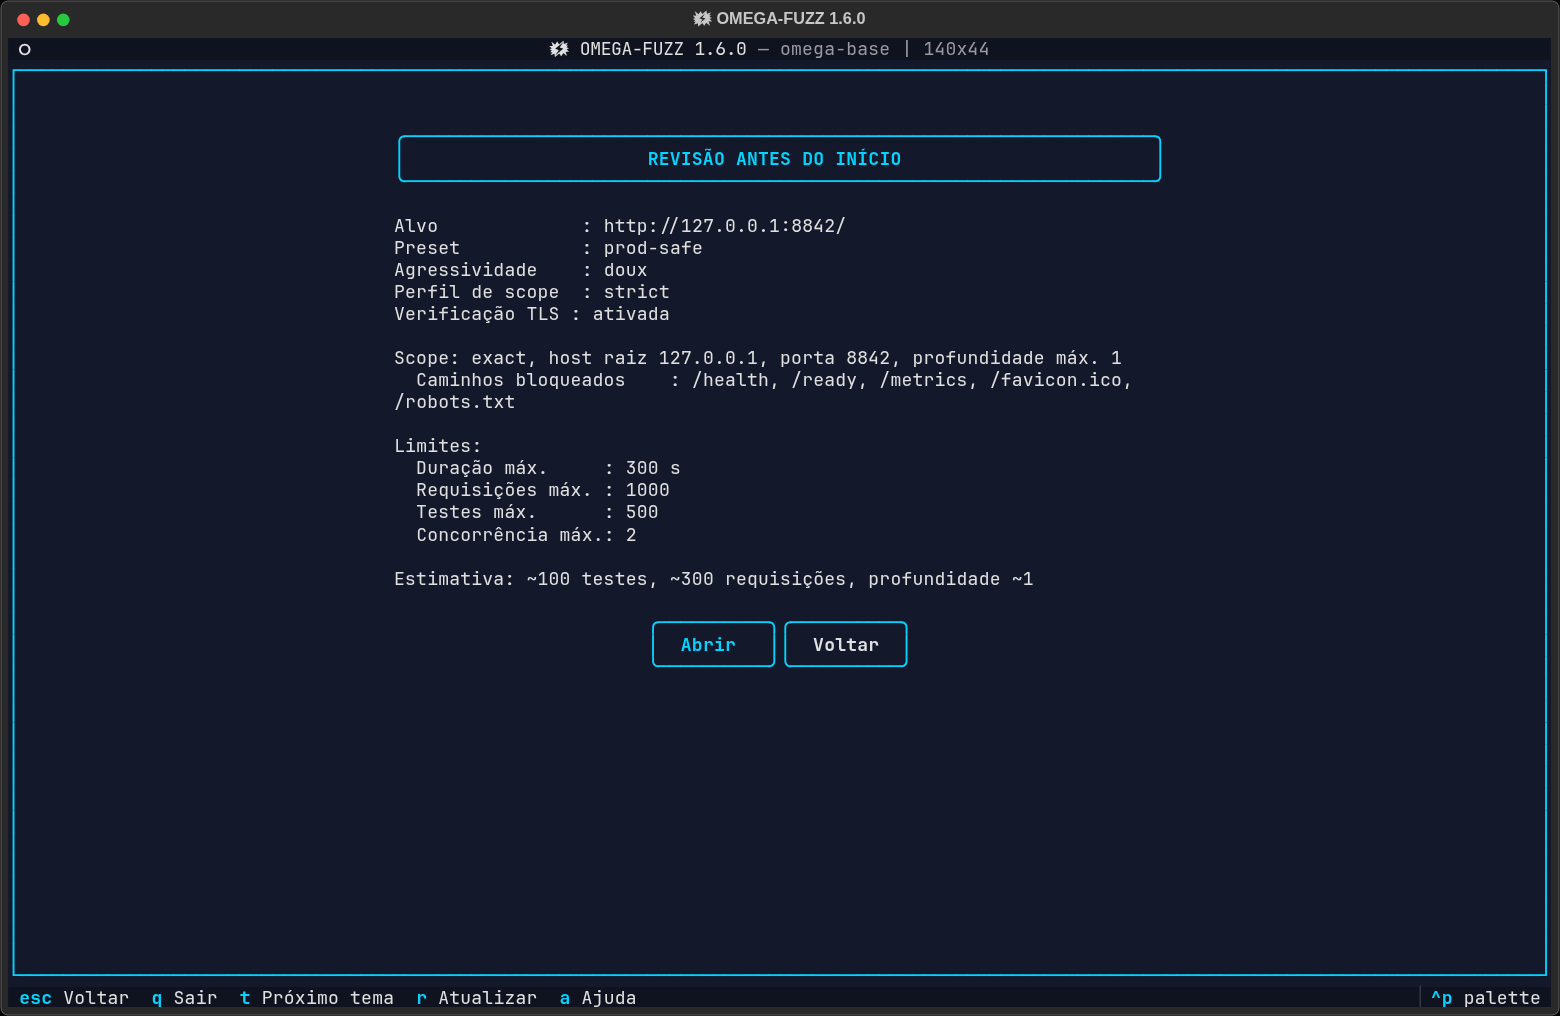 OMEGA-FUZZ 1.6.0
OMEGA-FUZZ 1.6.0 — omega-base | 140x44
REVISÃO ANTES DO INÍCIO
Alvo : http://127.0.0.1:8842/
Preset : prod-safe
Agressividade : doux
Perfil de scope : strict
Verificação TLS : ativada
Scope: exact, host raiz 127.0.0.1, porta 8842, profundidade máx. 1
Caminhos bloqueados : /health, /ready, /metrics, /favicon.ico,
/robots.txt
Limites:
Duração máx. : 300 s
Requisições máx. : 1000
Testes máx. : 500
Concorrência máx.: 2
Estimativa: ~100 testes, ~300 requisições, profundidade ~1
Abrir Voltar
esc Voltar q Sair t Próximo tema r Atualizar a Ajuda ^p palette